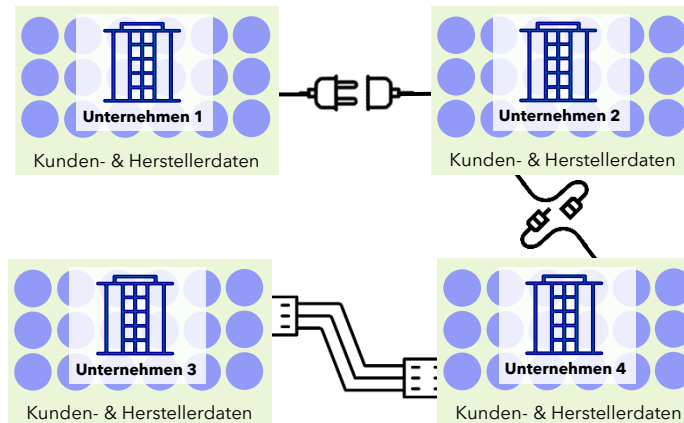 Unternehmen 1
Kunden- & Herstellerdaten
Unternehmen 2
Kunden- & Herstellerdaten
Unternehmen 3
Kunden- & Herstellerdaten
Unternehmen 4
Kunden- & Herstellerdaten